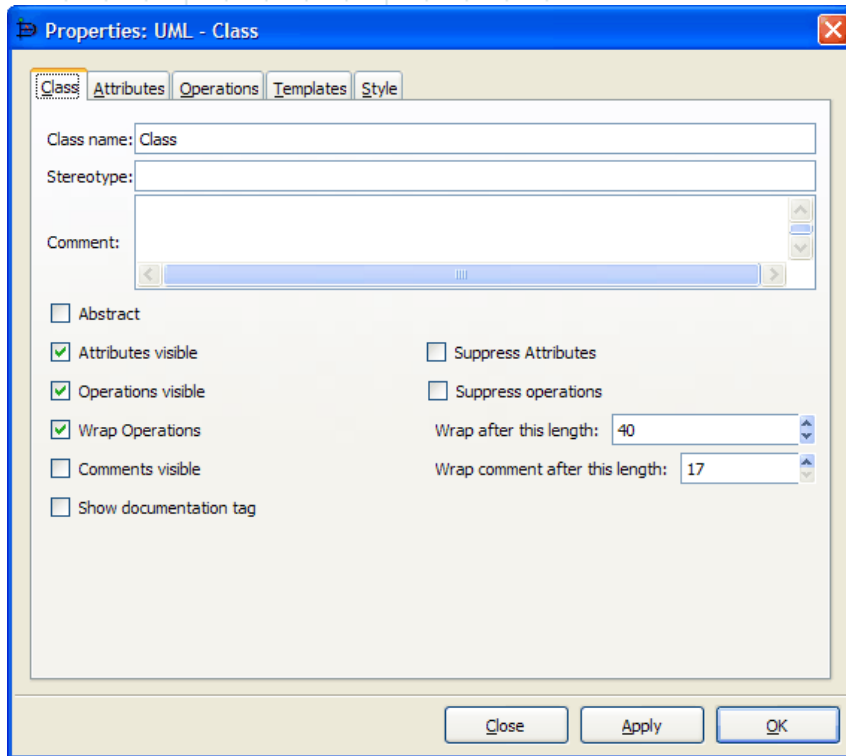 Properties: UML - Class
Class Attributes Operations Templates Style
Class name: Class
Stereotype:
Comment:
Abstract
Attributes visible Suppress Attributes
Operations visible Suppress operations
Wrap Operations Wrap after this length: 40
Comments visible Wrap comment after this length: 17
Show documentation tag
Close Apply OK